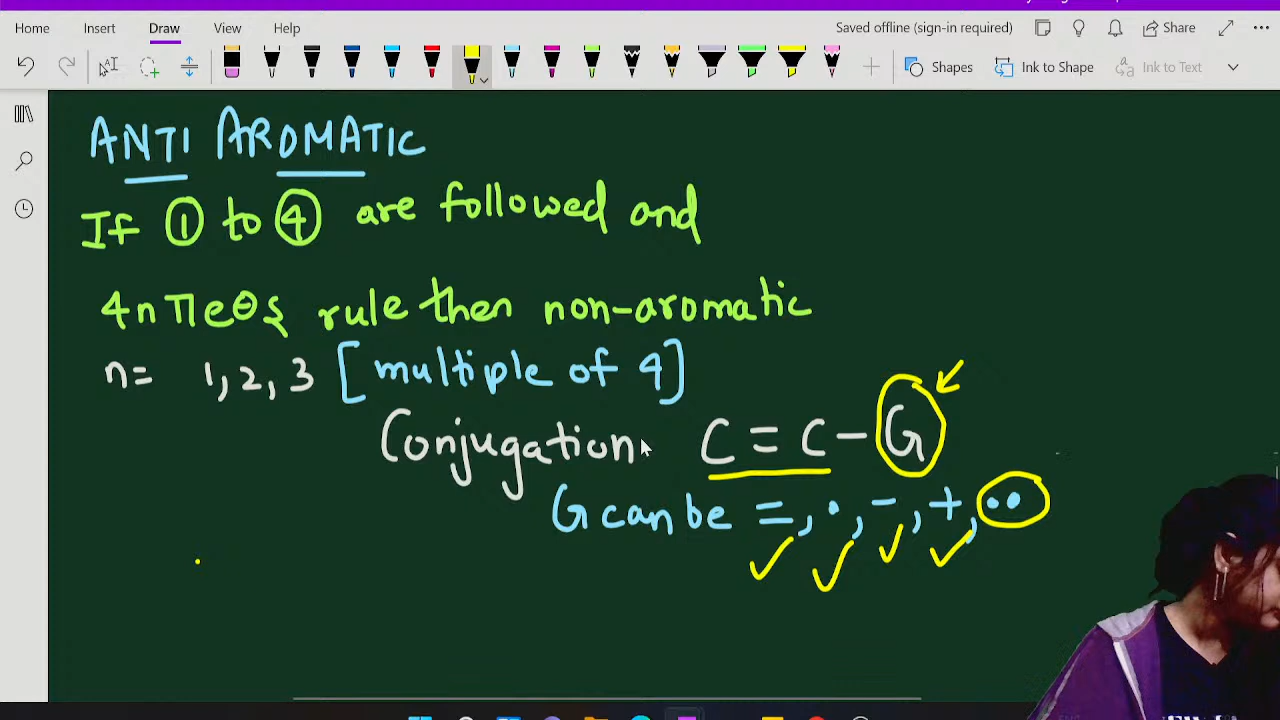 Home Insert Draw View Help Saved offline (sign-in required) Share
Shapes Ink to Shape Ink to Text
ANTI AROMATIC
If ① to ④ are followed and
4n πe⊖s rule then non-aromatic
n= 1, 2, 3 [multiple of 4]
Conjugation C = C - G
G can be =, •, -, +, ••